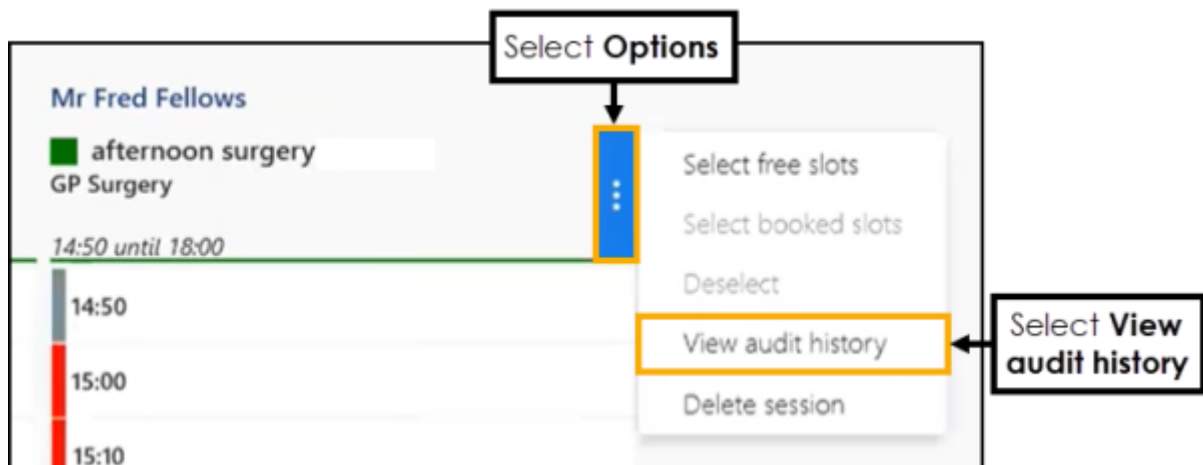 Select Options
Mr Fred Fellows
afternoon surgery
GP Surgery
14:50 until 18:00
14:50
15:00
15:10
Select free slots
Select booked slots
Deselect
View audit history
Delete session
Select View
audit history